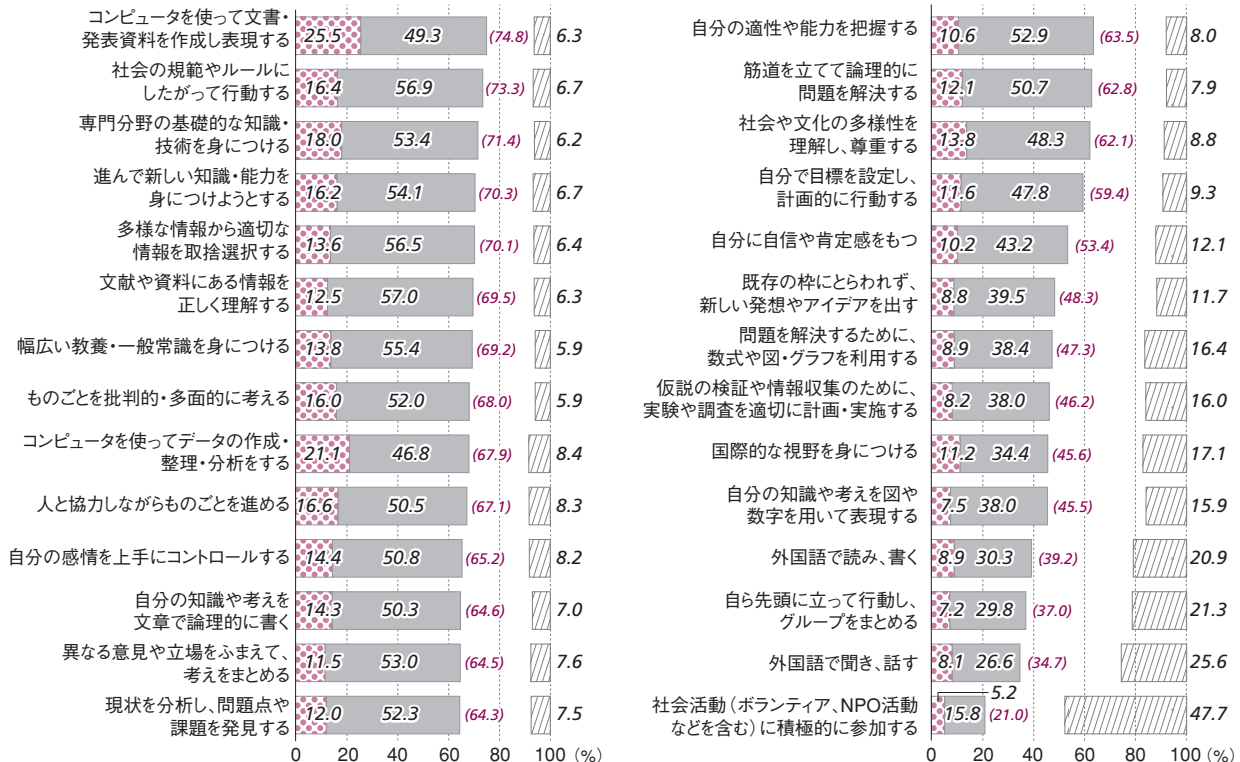 コンピュータを使って文書・
発表資料を作成し表現する
25.5 49.3 (74.8) 6.3
社会の規範やルールに
したがって行動する
16.4 56.9 (73.3) 6.7
専門分野の基礎的な知識・
技術を身につける
18.0 53.4 (71.4) 6.2
進んで新しい知識・能力を
身につけようとする
16.2 54.1 (70.3) 6.7
多様な情報から適切な
情報を取捨選択する
13.6 56.5 (70.1) 6.4
文献や資料にある情報を
正しく理解する
12.5 57.0 (69.5) 6.3
幅広い教養・一般常識を身につける
13.8 55.4 (69.2) 5.9
ものごとを批判的・多面的に考える
16.0 52.0 (68.0) 5.9
コンピュータを使ってデータの作成・
整理・分析をする
21.1 46.8 (67.9) 8.4
人と協力しながらものごとを進める
16.6 50.5 (67.1) 8.3
自分の感情を上手にコントロールする
14.4 50.8 (65.2) 8.2
自分の知識や考えを
文章で論理的に書く
14.3 50.3 (64.6) 7.0
異なる意見や立場をふまえて、
考えをまとめる
11.5 53.0 (64.5) 7.6
現状を分析し、問題点や
課題を発見する
12.0 52.3 (64.3) 7.5
0 20 40 60 80 100 (%)
自分の適性や能力を把握する
10.6 52.9 (63.5) 8.0
筋道を立てて論理的に
問題を解決する
12.1 50.7 (62.8) 7.9
社会や文化の多様性を
理解し、尊重する
13.8 48.3 (62.1) 8.8
自分で目標を設定し、
計画的に行動する
11.6 47.8 (59.4) 9.3
自分に自信や肯定感をもつ
10.2 43.2 (53.4) 12.1
既存の枠にとらわれず、
新しい発想やアイデアを出す
8.8 39.5 (48.3) 11.7
問題を解決するために、
数式や図・グラフを利用する
8.9 38.4 (47.3) 16.4
仮説の検証や情報収集のために、
実験や調査を適切に計画・実施する
8.2 38.0 (46.2) 16.0
国際的な視野を身につける
11.2 34.4 (45.6) 17.1
自分の知識や考えを図や
数字を用いて表現する
7.5 38.0 (45.5) 15.9
外国語で読み、書く
8.9 30.3 (39.2) 20.9
自ら先頭に立って行動し、
グループをまとめる
7.2 29.8 (37.0) 21.3
外国語で聞き、話す
8.1 26.6 (34.7) 25.6
社会活動(ボランティア、NPO活動
などを含む)に積極的に参加する
5.2
15.8 (21.0) 47.7
0 20 40 60 80 100 (%)